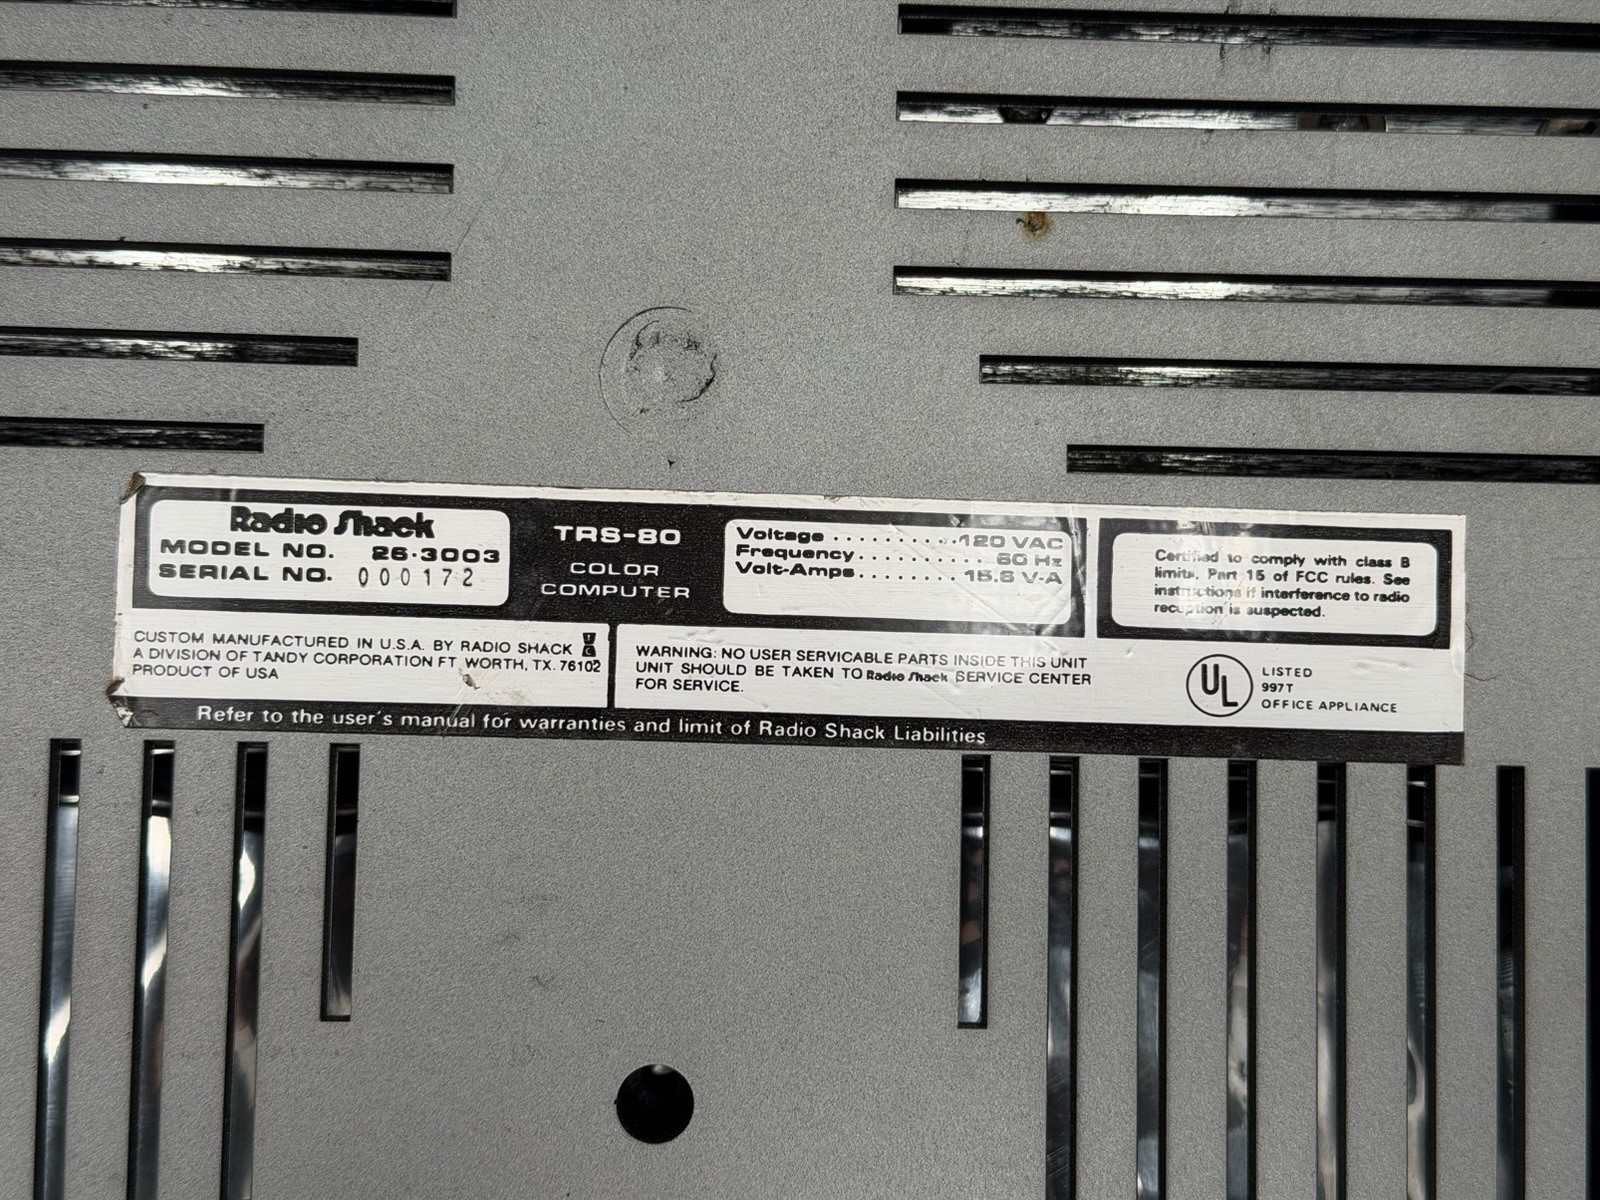 Radio Shack
MODEL NO. 26-3003
SERIAL NO. 000172
TRS-80
COLOR
COMPUTER
Voltage ..........120 VAC
Frequency.......... 60 Hz
Volt-Amps........ 15.6 V-A
Certified to comply with class B
limits, Part 15 of FCC rules. See
instructions if interference to radio
reception is suspected.
CUSTOM MANUFACTURED IN U.S.A. BY RADIO SHACK
A DIVISION OF TANDY CORPORATION FT. WORTH, TX. 76102
PRODUCT OF USA
WARNING: NO USER SERVICABLE PARTS INSIDE THIS UNIT
UNIT SHOULD BE TAKEN TO Radio Shack SERVICE CENTER
FOR SERVICE.
UL
LISTED
997T
OFFICE APPLIANCE
Refer to the user's manual for warranties and limit of Radio Shack Liabilities